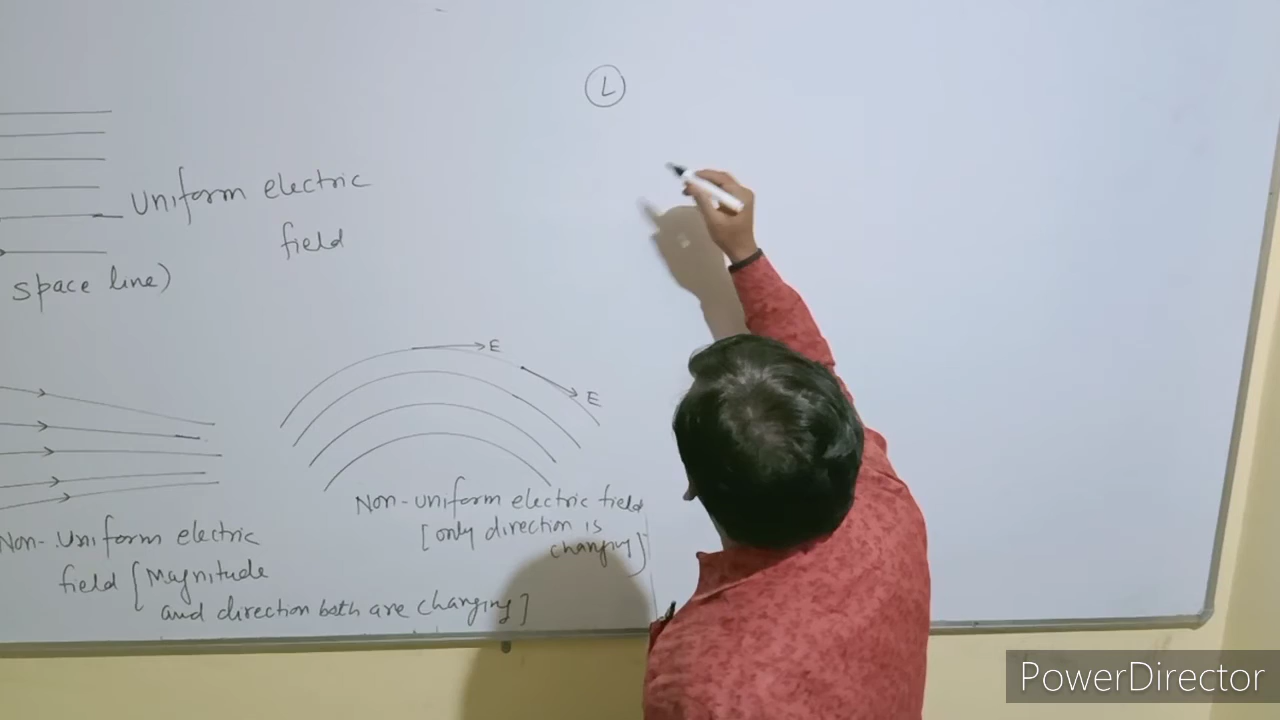 L
Uniform electric
field
space line)
E
E
Non-uniform electric field
[only direction is
changing]
Non-Uniform electric
field [Magnitude
and direction both are changing]
PowerDirector